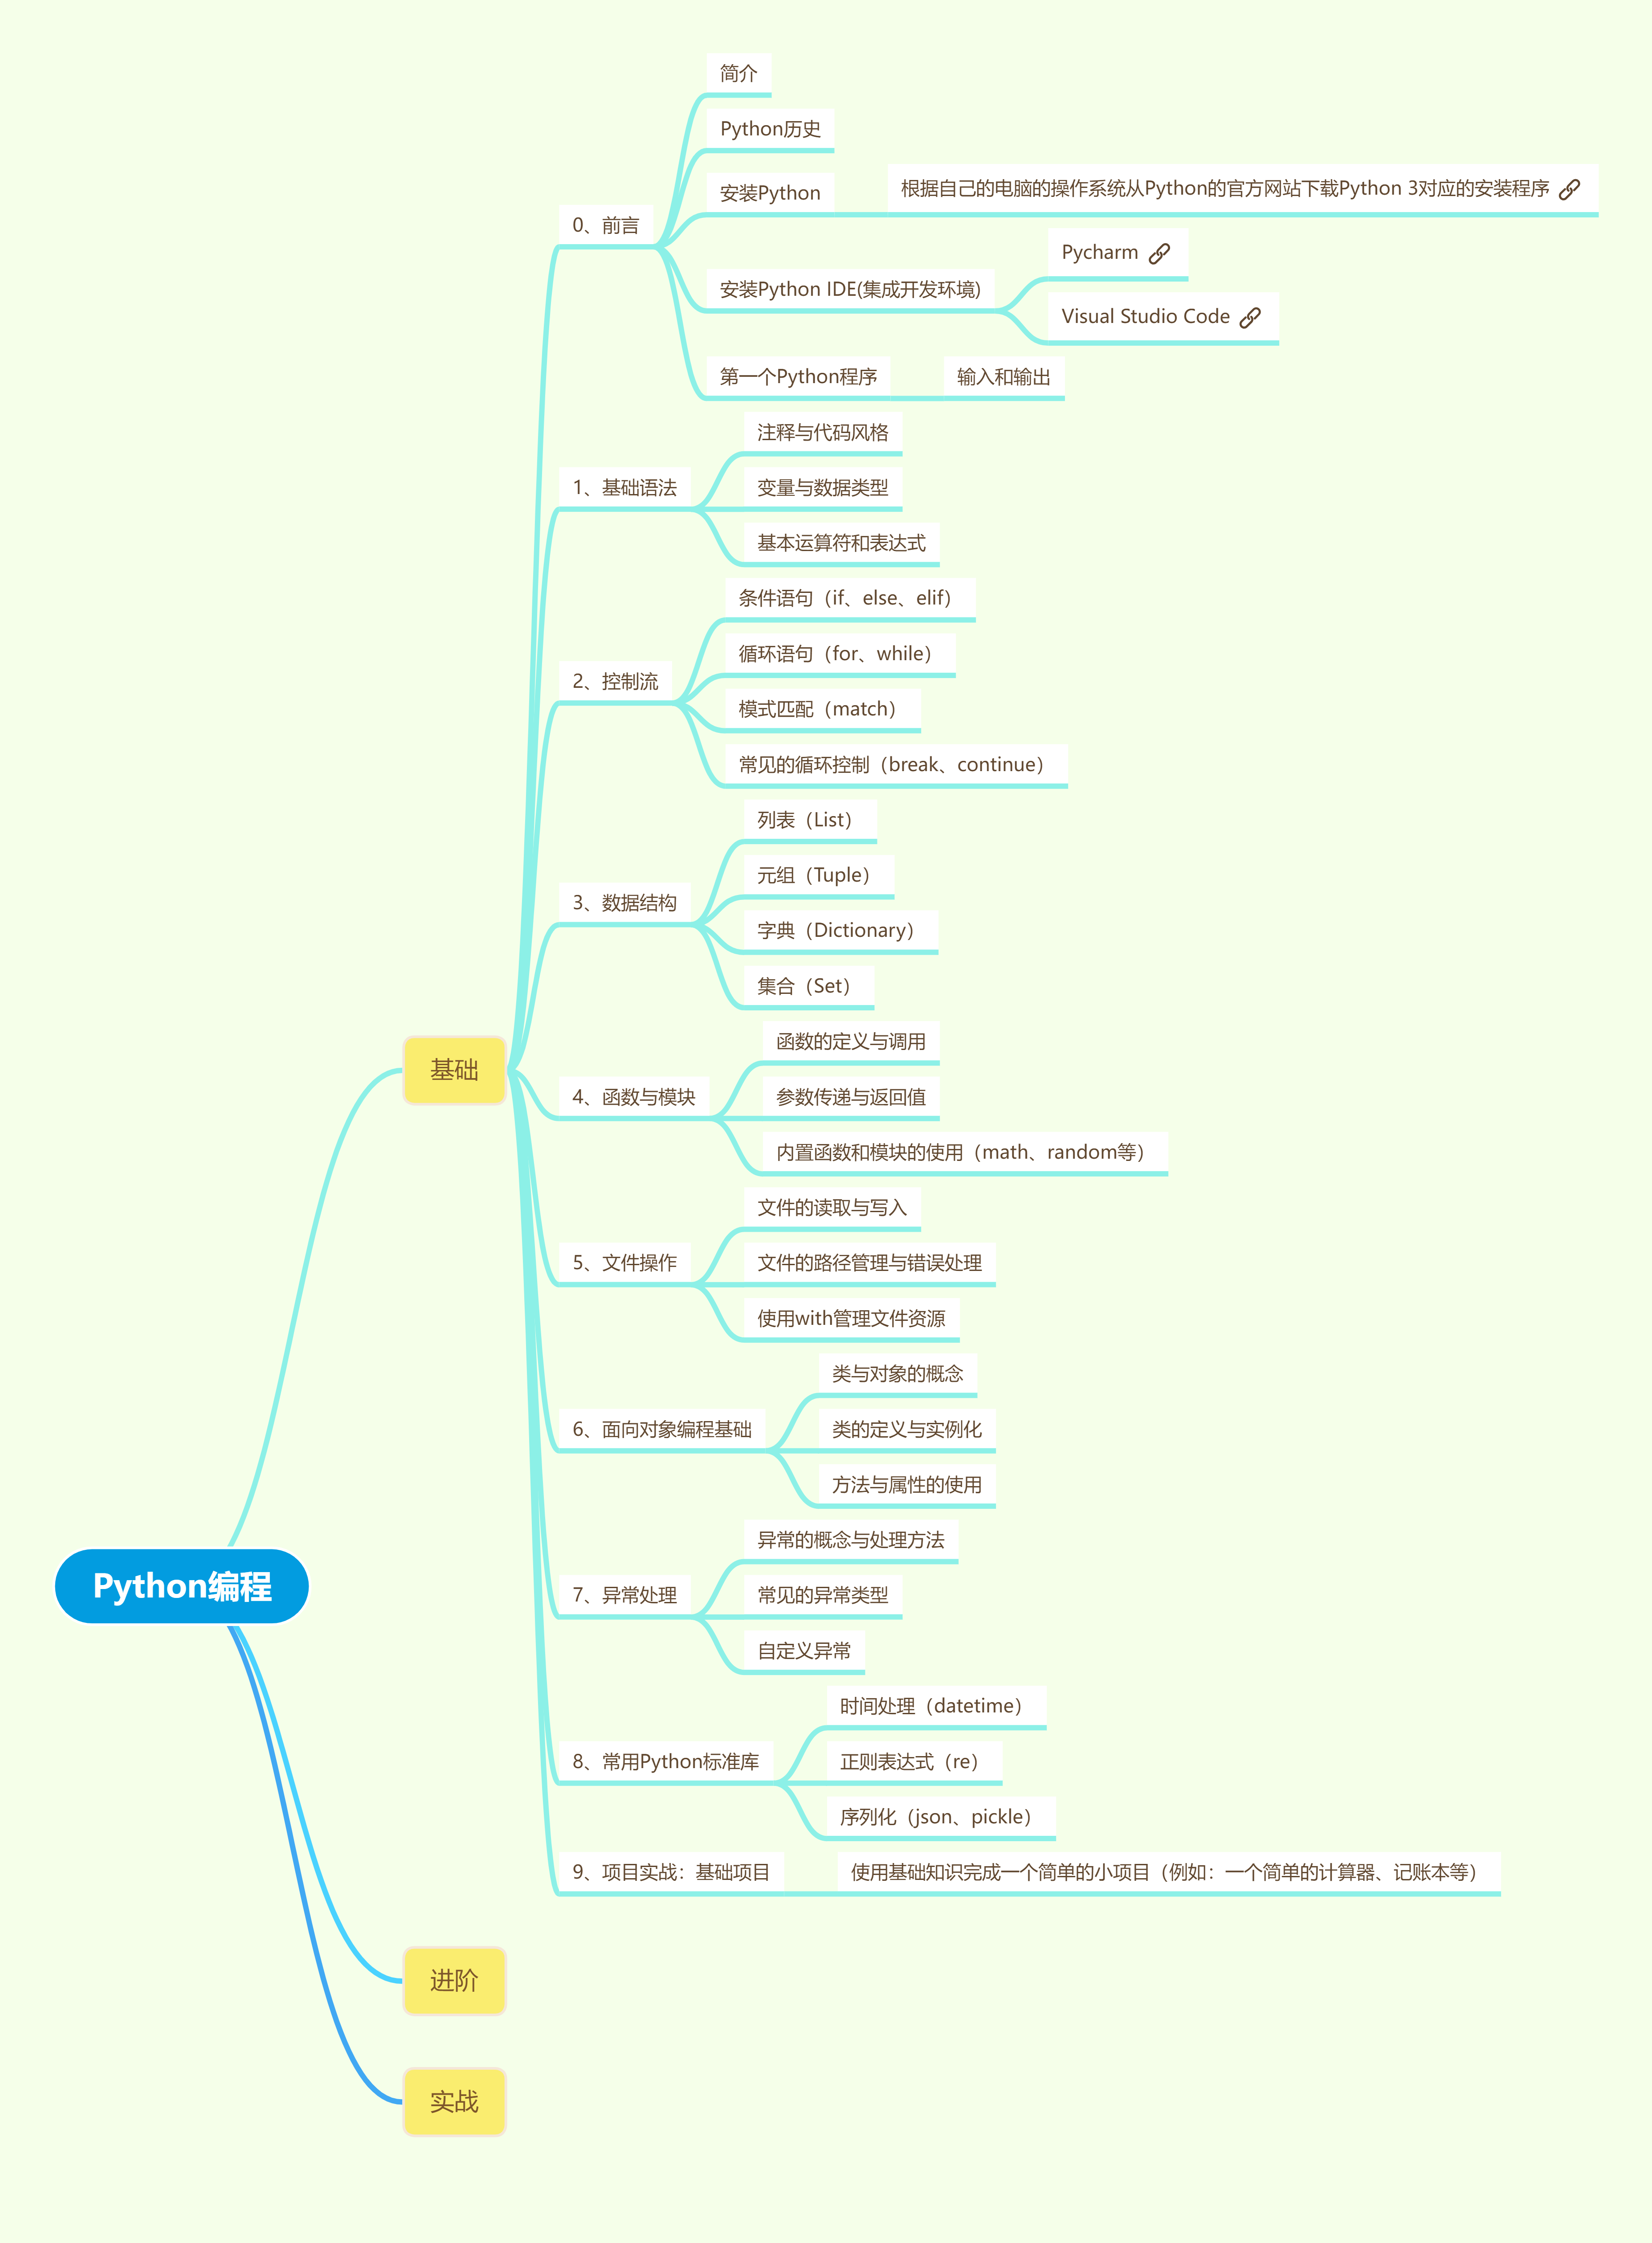 Python编程
基础
0、前言
简介
Python历史
安装Python
根据自己的电脑的操作系统从Python的官方网站下载Python 3对应的安装程序
安装Python IDE(集成开发环境)
Pycharm
Visual Studio Code
第一个Python程序
输入和输出
1、基础语法
注释与代码风格
变量与数据类型
基本运算符和表达式
2、控制流
条件语句（if、else、elif）
循环语句（for、while）
模式匹配（match）
常见的循环控制（break、continue）
3、数据结构
列表（List）
元组（Tuple）
字典（Dictionary）
集合（Set）
4、函数与模块
函数的定义与调用
参数传递与返回值
内置函数和模块的使用（math、random等）
5、文件操作
文件的读取与写入
文件的路径管理与错误处理
使用with管理文件资源
6、面向对象编程基础
类与对象的概念
类的定义与实例化
方法与属性的使用
7、异常处理
异常的概念与处理方法
常见的异常类型
自定义异常
8、常用Python标准库
时间处理（datetime）
正则表达式（re）
序列化（json、pickle）
9、项目实战：基础项目
使用基础知识完成一个简单的小项目（例如：一个简单的计算器、记账本等）
进阶
实战